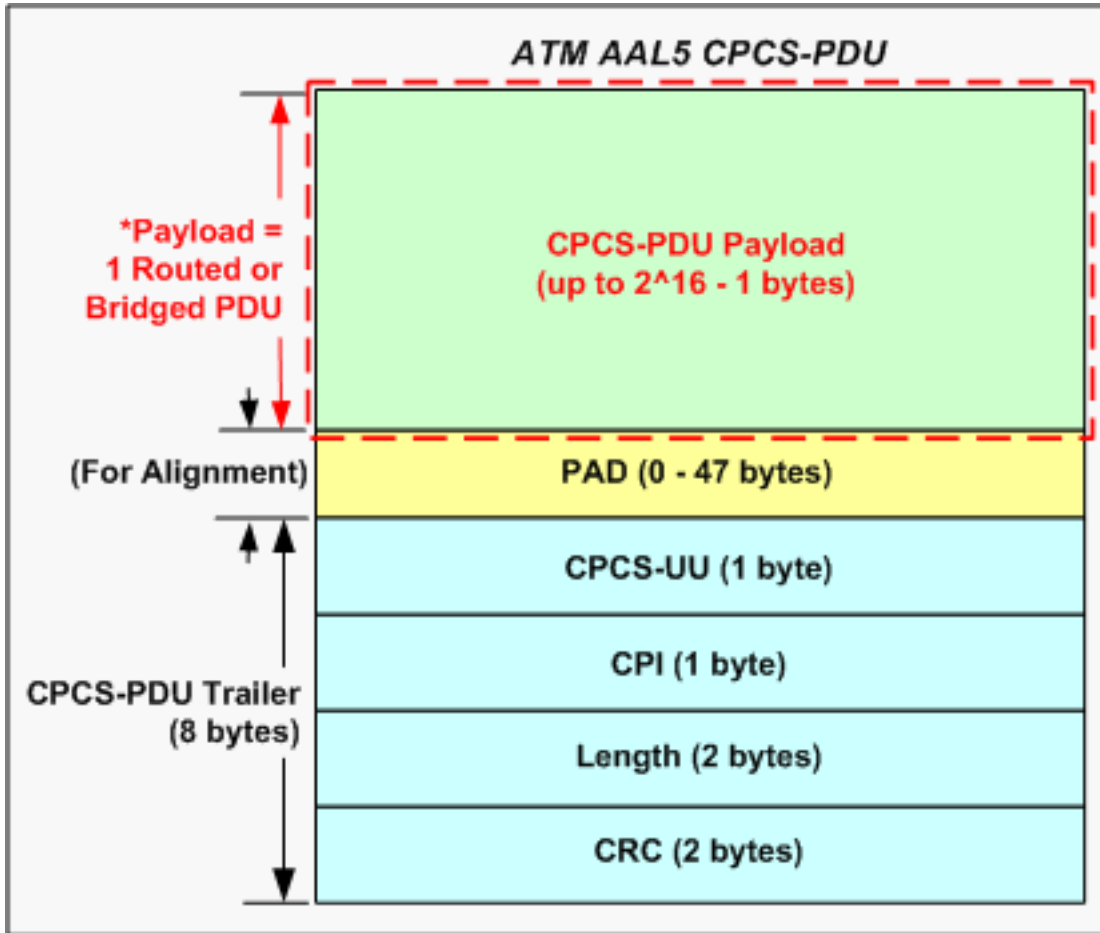 ATM AAL5 CPCS-PDU
*Payload =
1 Routed or
Bridged PDU
CPCS-PDU Payload
(up to 2^16 - 1 bytes)
(For Alignment)
PAD (0 - 47 bytes)
CPCS-UU (1 byte)
CPI (1 byte)
CPCS-PDU Trailer
(8 bytes)
Length (2 bytes)
CRC (2 bytes)